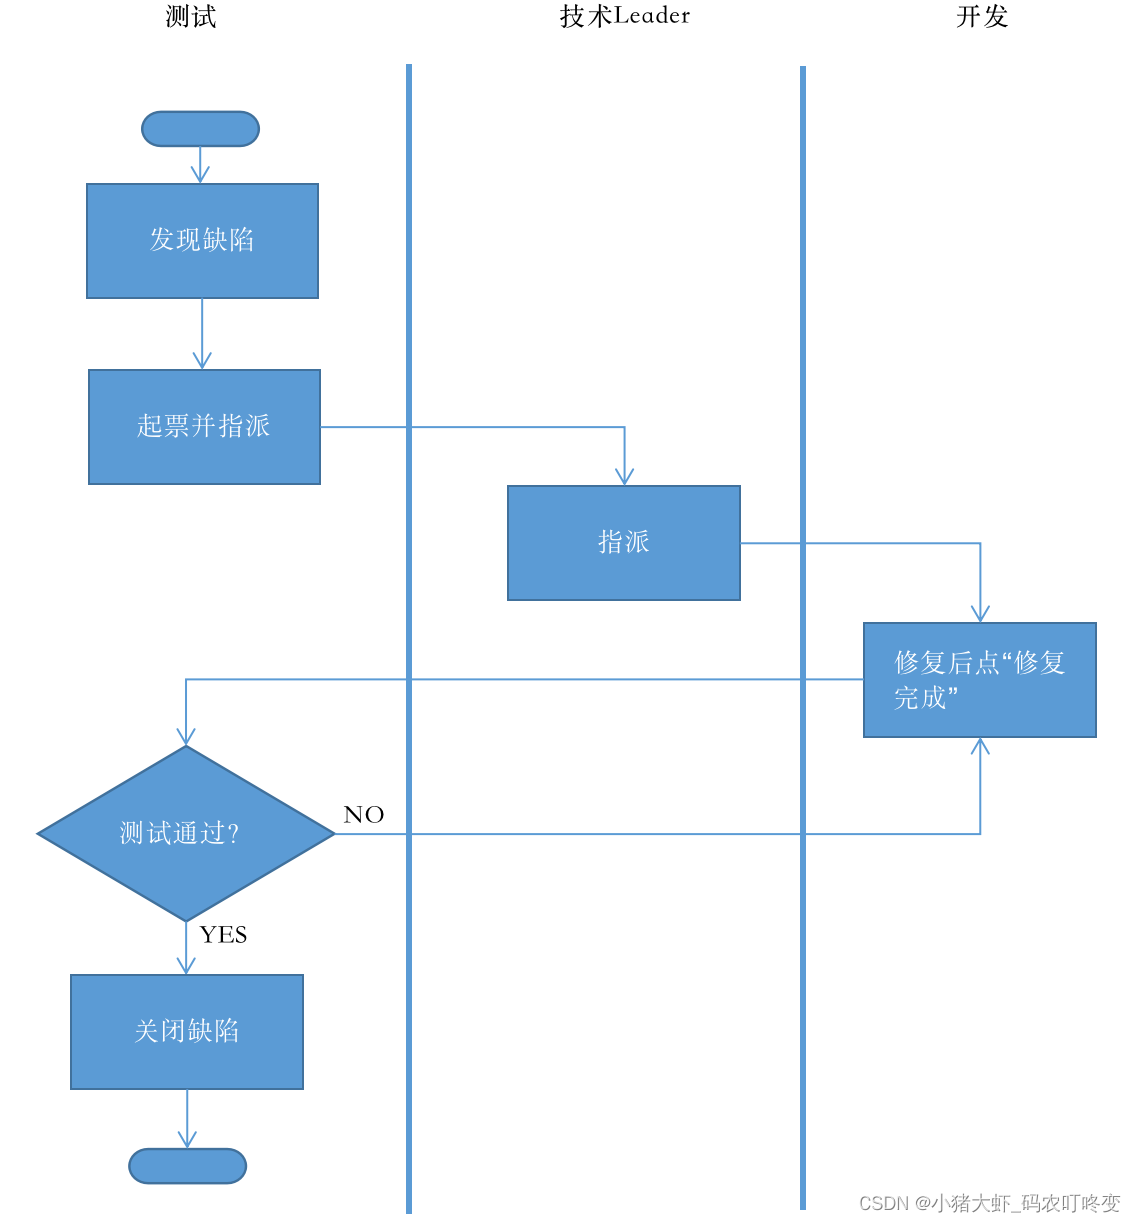 测试
技术Leader
开发
发现缺陷
起票并指派
指派
修复后点“修复
完成”
测试通过?
NO
YES
关闭缺陷
CSDN @小猪大虾_码农叮咚变